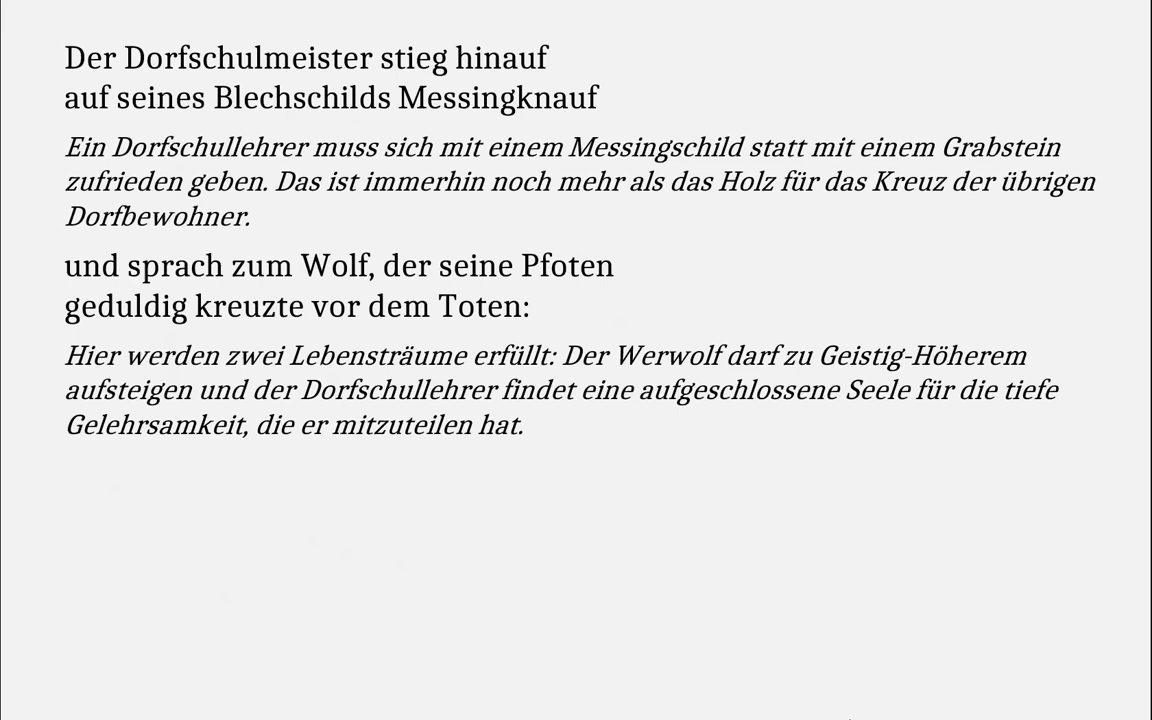 Der Dorfschulmeister stieg hinauf
auf seines Blechschilds Messingknauf
Ein Dorfschullehrer muss sich mit einem Messingschild statt mit einem Grabstein
zufrieden geben. Das ist immerhin noch mehr als das Holz für das Kreuz der übrigen
Dorfbewohner.
und sprach zum Wolf, der seine Pfoten
geduldig kreuzte vor dem Toten:
Hier werden zwei Lebensträume erfüllt: Der Werwolf darf zu Geistig-Höherem
aufsteigen und der Dorfschullehrer findet eine aufgeschlossene Seele für die tiefe
Gelehrsamkeit, die er mitzuteilen hat.